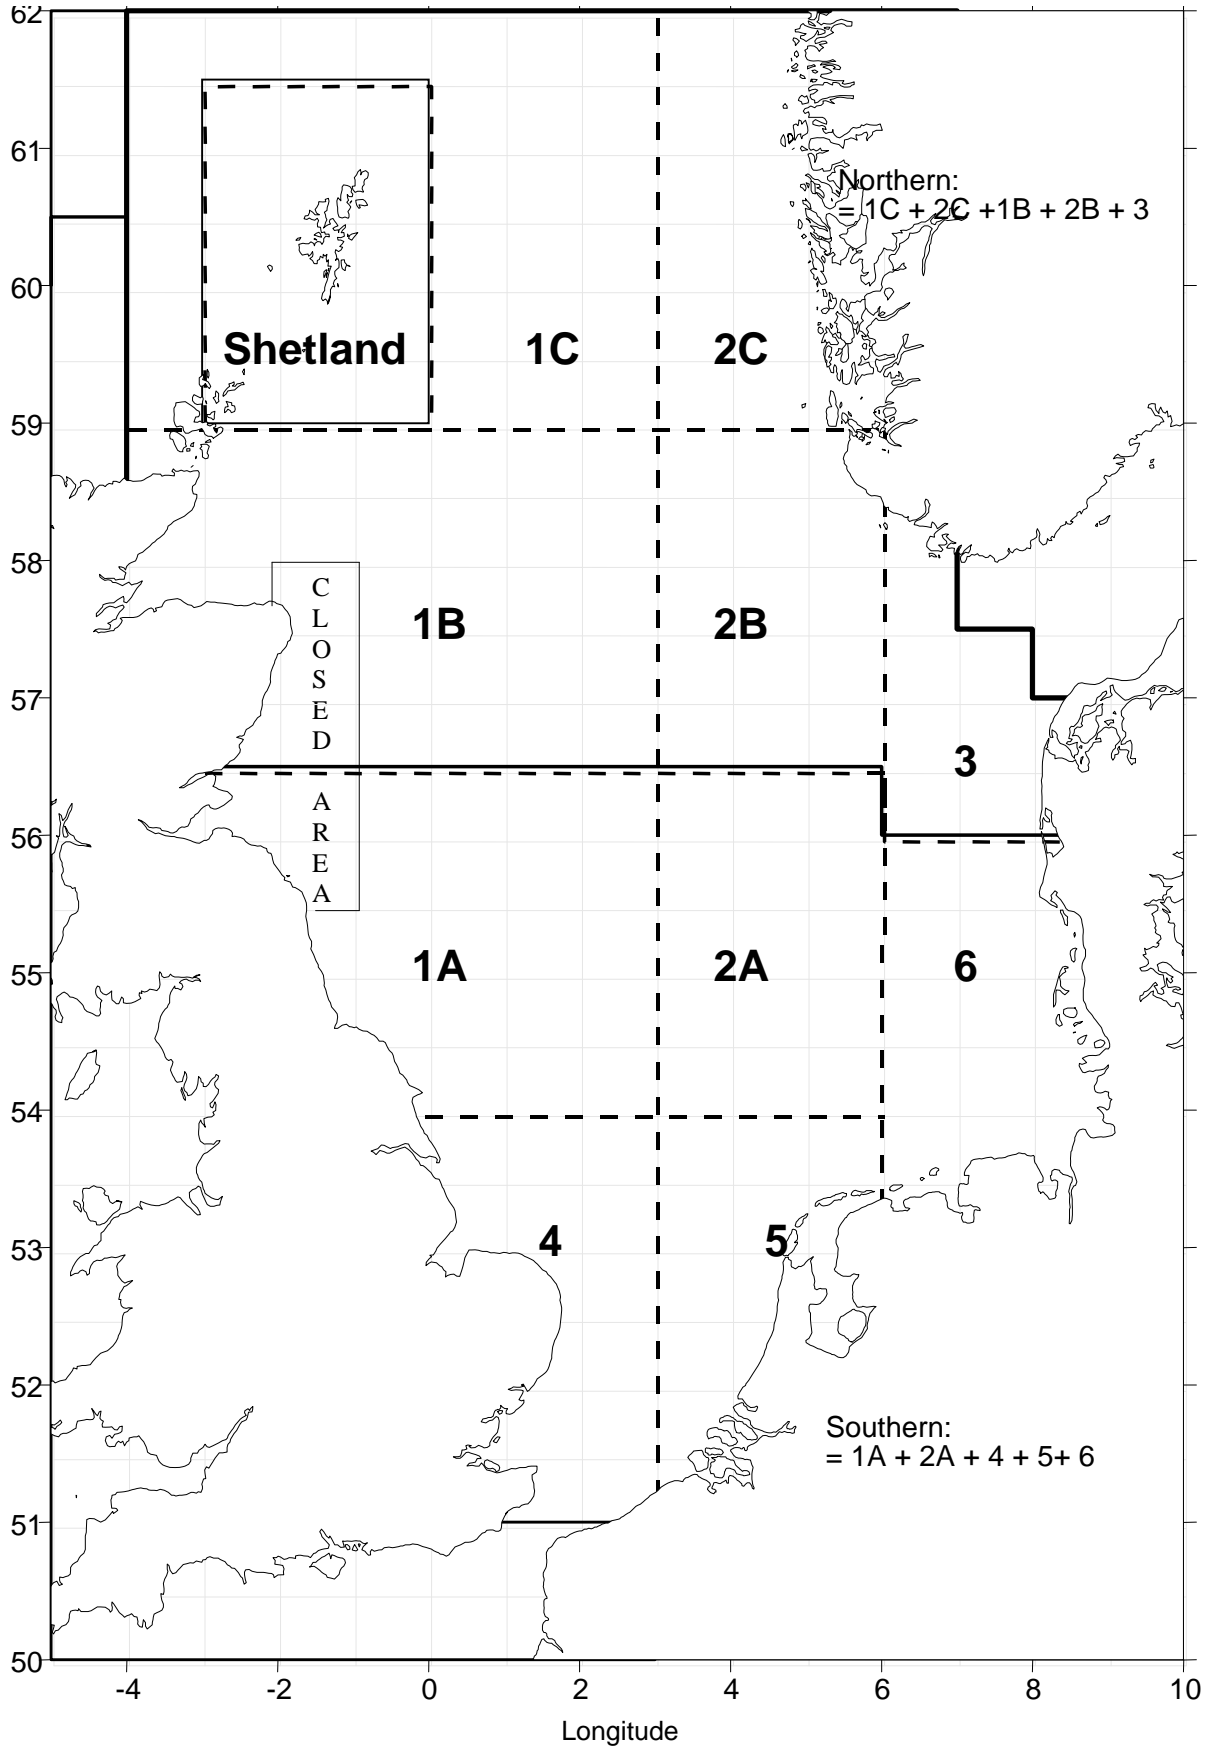 62
61
Northern:
= 1C + 2C +1B + 2B + 3
60
Shetland 1C 2C
59
58
CLOSED AREA
1B 2B
57
3
56
1A 2A 6
55
54
4 5
53
52
Southern:
= 1A + 2A + 4 + 5+ 6
51
50
-4 -2 0 2 4 6 8 10
Longitude